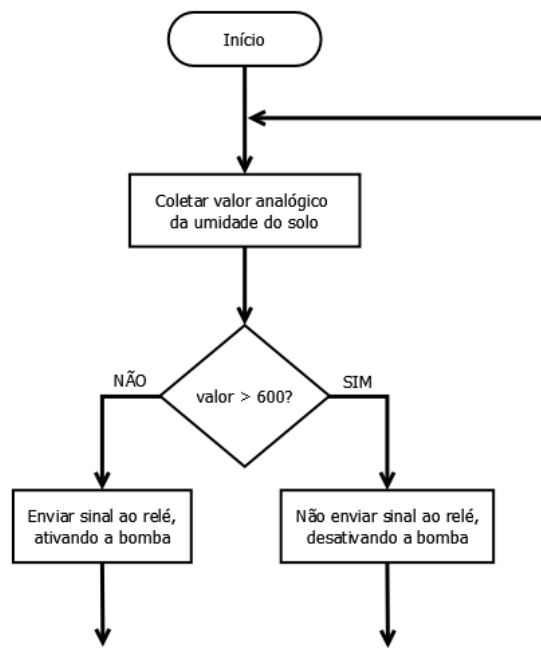 Início
Coletar valor analógico
da umidade do solo
NÃO
valor > 600?
SIM
Enviar sinal ao relé,
ativando a bomba
Não enviar sinal ao relé,
desativando a bomba